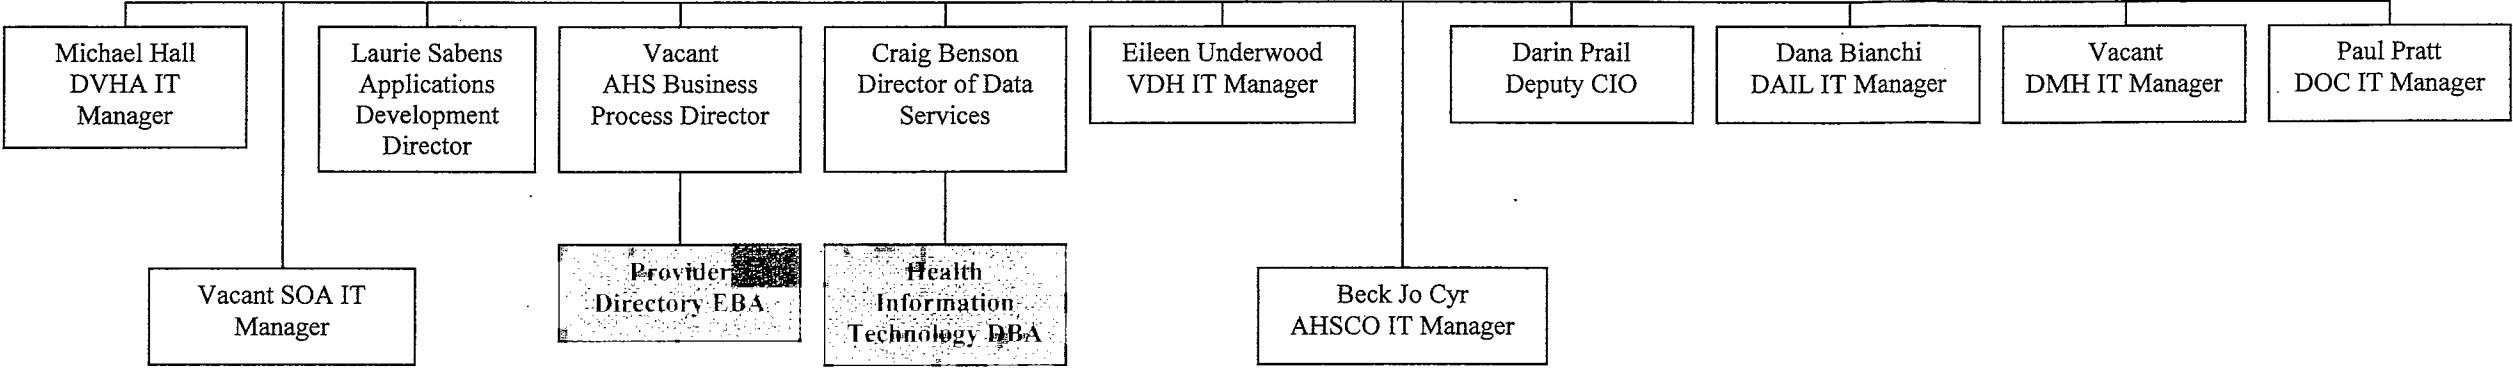 Michael Hall
DVHA IT
Manager
Laurie Sabens
Applications
Development
Director
Vacant
AHS Business
Process Director
Craig Benson
Director of Data
Services
Eileen Underwood
VDH IT Manager
Darin Prail
Deputy CIO
Dana Bianchi
DAIL IT Manager
Vacant
DMH IT Manager
Paul Pratt
DOC IT Manager
Vacant SOA IT
Manager
Provider
Directory EBA
Health
Information
Technology DBA
Beck Jo Cyr
AHSCO IT Manager